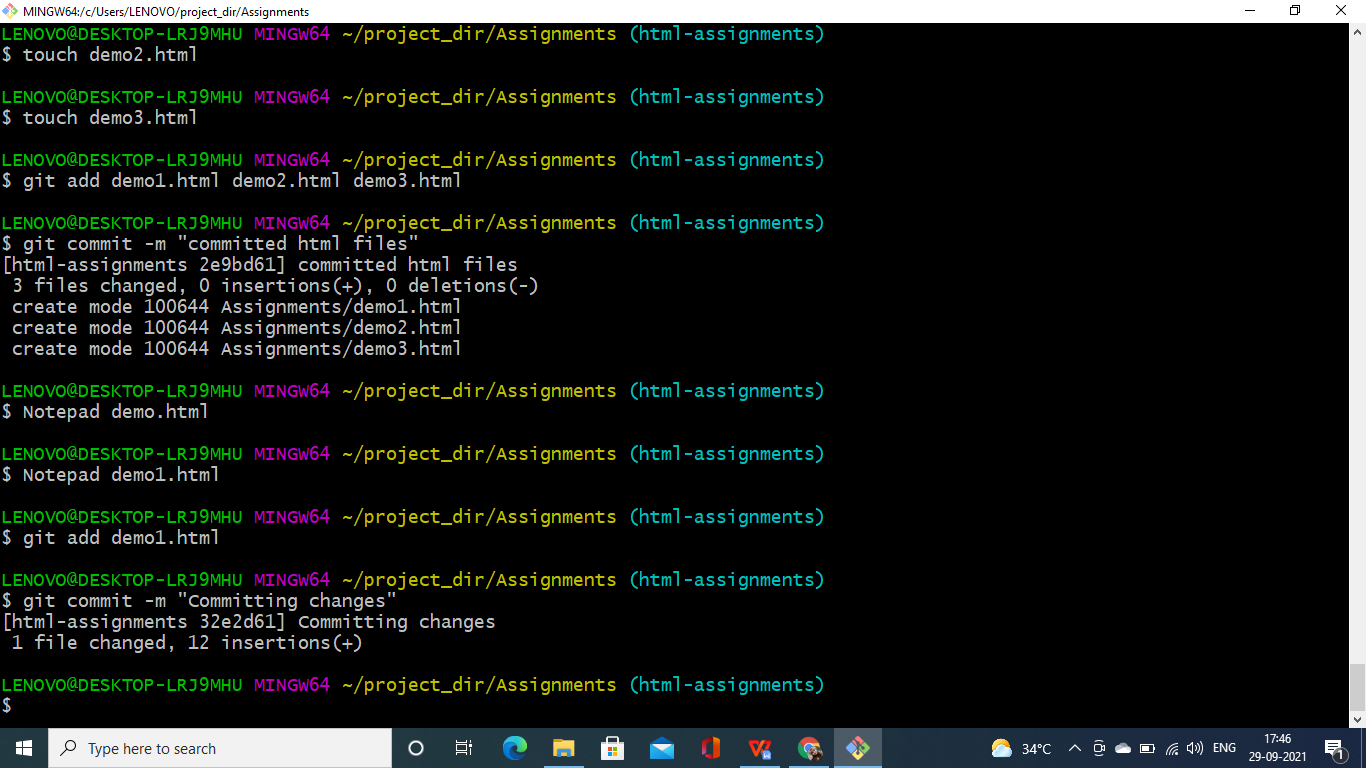 MINGW64:/c/Users/LENOVO/project_dir/Assignments
LENOVO@DESKTOP-LRJ9MHU MINGW64 ~/project_dir/Assignments (html-assignments)
$ touch demo2.html
LENOVO@DESKTOP-LRJ9MHU MINGW64 ~/project_dir/Assignments (html-assignments)
$ touch demo3.html
LENOVO@DESKTOP-LRJ9MHU MINGW64 ~/project_dir/Assignments (html-assignments)
$ git add demo1.html demo2.html demo3.html
LENOVO@DESKTOP-LRJ9MHU MINGW64 ~/project_dir/Assignments (html-assignments)
$ git commit -m "committed html files"
[html-assignments 2e9bd61] committed html files
 3 files changed, 0 insertions(+), 0 deletions(-)
 create mode 100644 Assignments/demo1.html
 create mode 100644 Assignments/demo2.html
 create mode 100644 Assignments/demo3.html
LENOVO@DESKTOP-LRJ9MHU MINGW64 ~/project_dir/Assignments (html-assignments)
$ Notepad demo.html
LENOVO@DESKTOP-LRJ9MHU MINGW64 ~/project_dir/Assignments (html-assignments)
$ Notepad demo1.html
LENOVO@DESKTOP-LRJ9MHU MINGW64 ~/project_dir/Assignments (html-assignments)
$ git add demo1.html
LENOVO@DESKTOP-LRJ9MHU MINGW64 ~/project_dir/Assignments (html-assignments)
$ git commit -m "Committing changes"
[html-assignments 32e2d61] Committing changes
 1 file changed, 12 insertions(+)
LENOVO@DESKTOP-LRJ9MHU MINGW64 ~/project_dir/Assignments (html-assignments)
$
Type here to search
34°C
ENG
17:46
29-09-2021
1